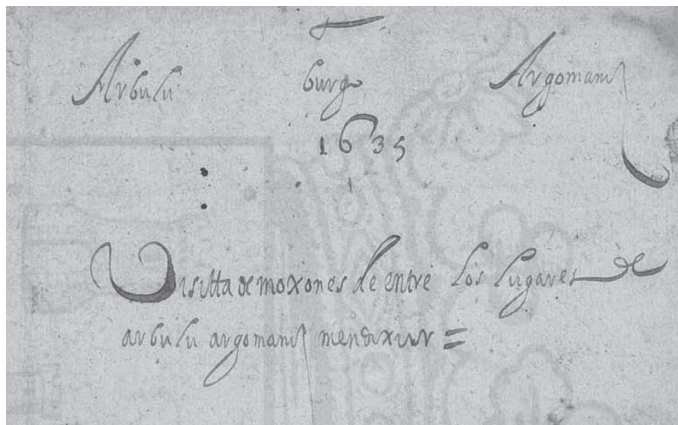 Arbulu burg Argomaniz
1635
Visitta de moxones de entre los lugares de
arbulu argomaniz mendixur =